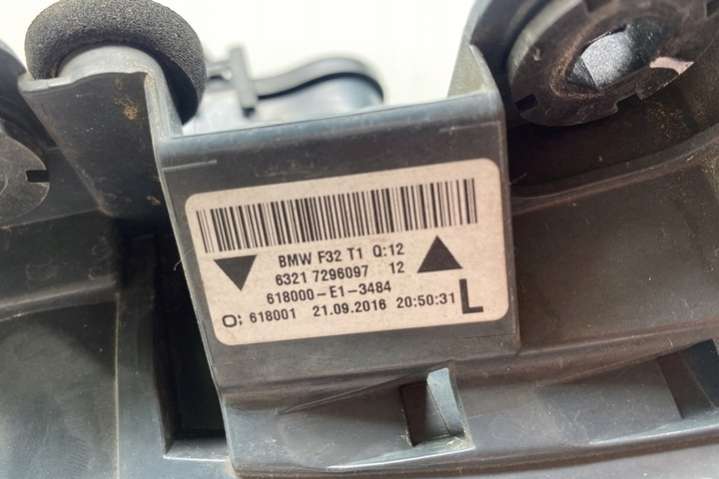 BMW F32 T1 Q:12
6321 7296097 12
618000-E1-3484
O; 618001 21.09.2016 20:50:31 L